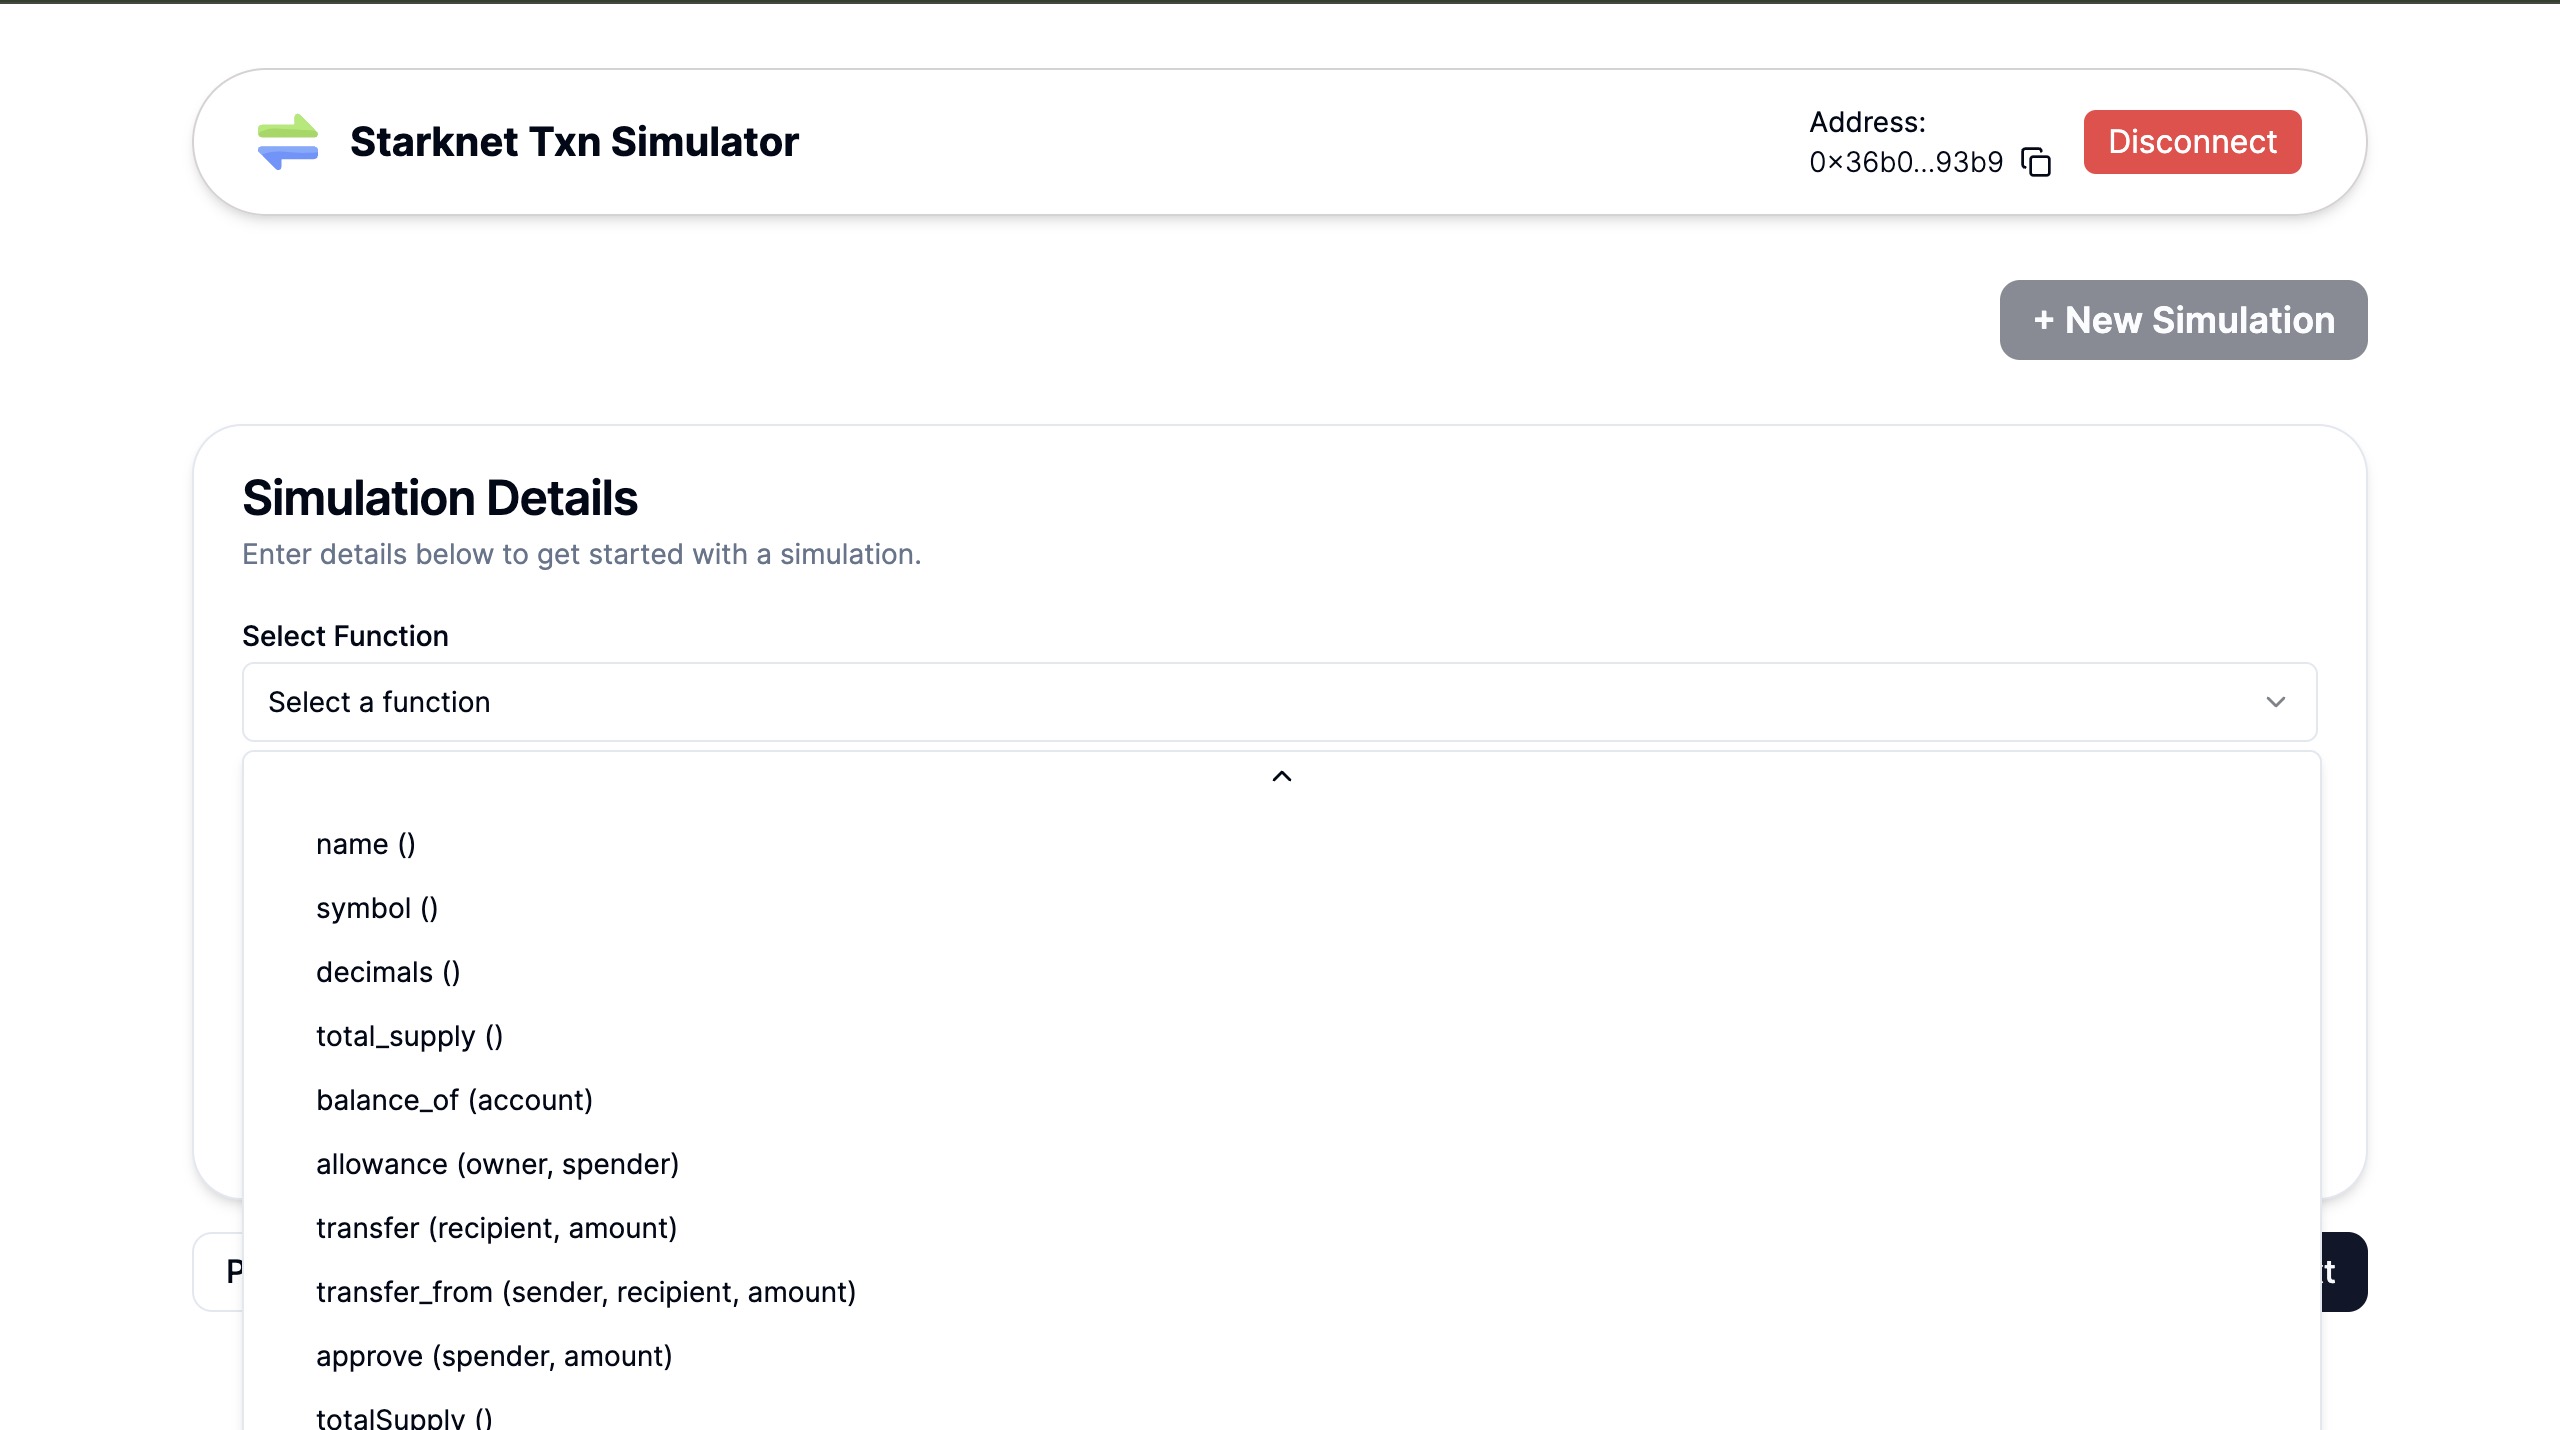 Starknet Txn Simulator
Address:
0×36b0...93b9
Disconnect
+ New Simulation
Simulation Details
Enter details below to get started with a simulation.
Select Function
Select a function
name ()
symbol ()
decimals ()
total_supply ()
balance_of (account)
allowance (owner, spender)
transfer (recipient, amount)
transfer_from (sender, recipient, amount)
approve (spender, amount)
totalSupply ()